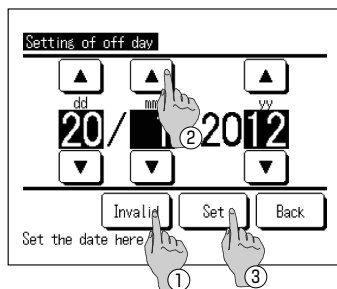 Setting of off day
▲ ▲ ▲
dd mm yy
20/ 2012
▼ ▼ ▼
② 
Invalid Set Back
Set the date here
① ③